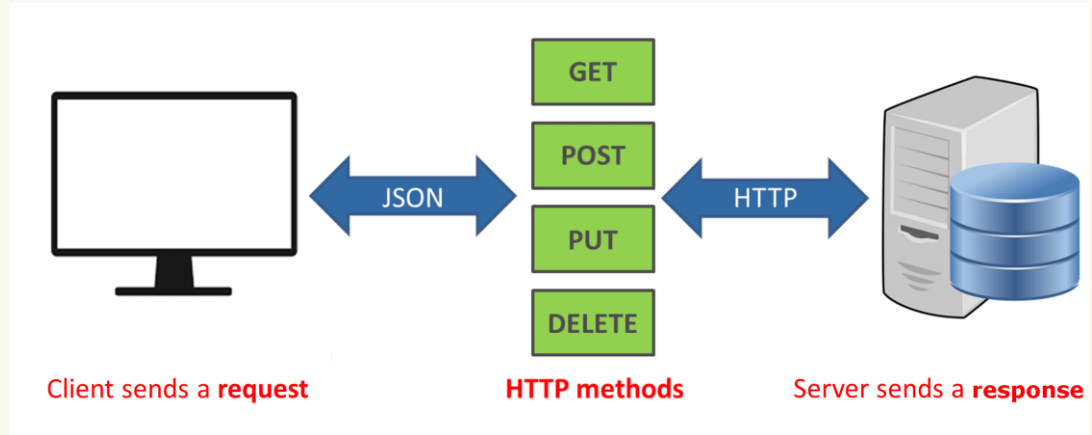 GET
POST
JSON
HTTP
PUT
DELETE
Client sends a request
HTTP methods
Server sends a response